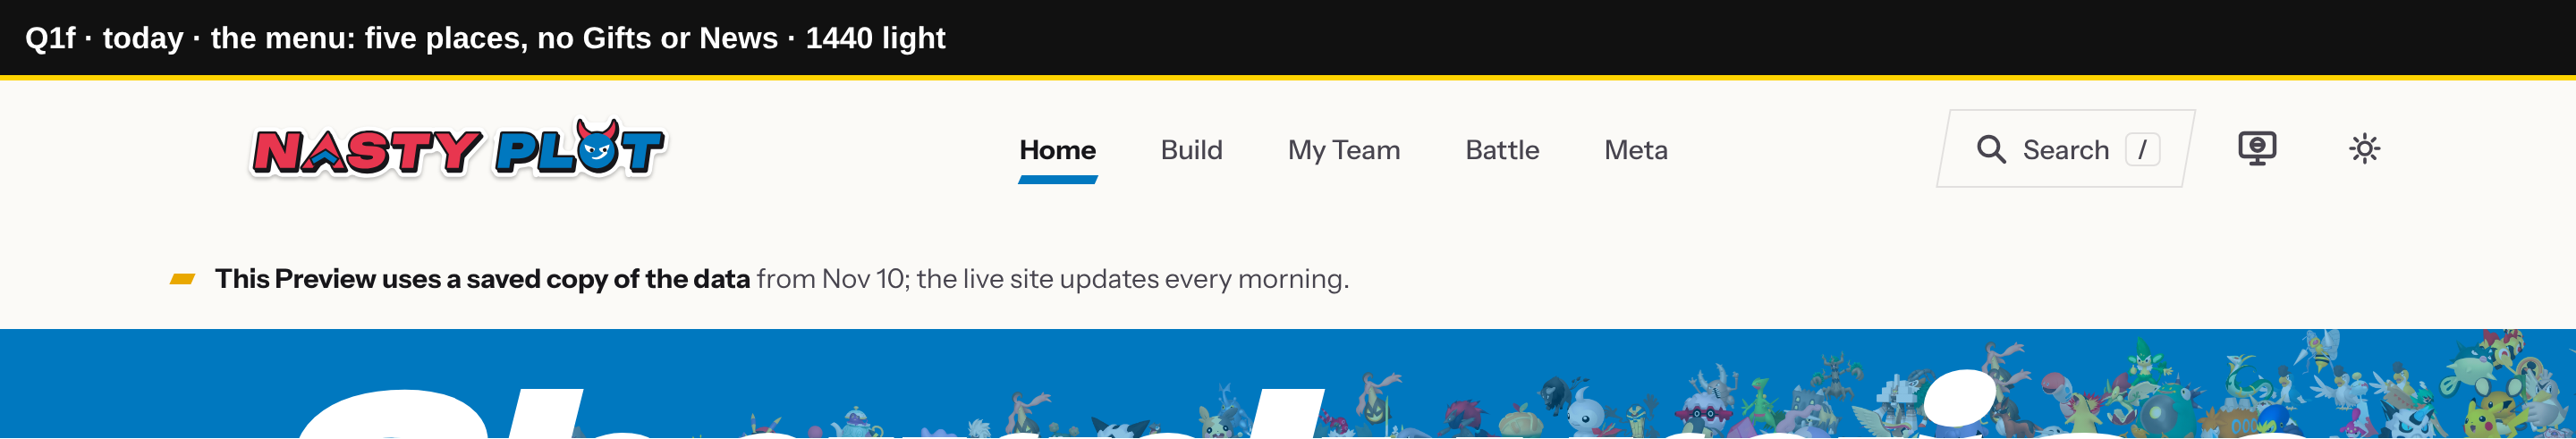 Q1f · today · the menu: five places, no Gifts or News · 1440 light
NASTY PLOT
Home Build My Team Battle Meta
Search /
This Preview uses a saved copy of the data from Nov 10; the live site updates every morning.